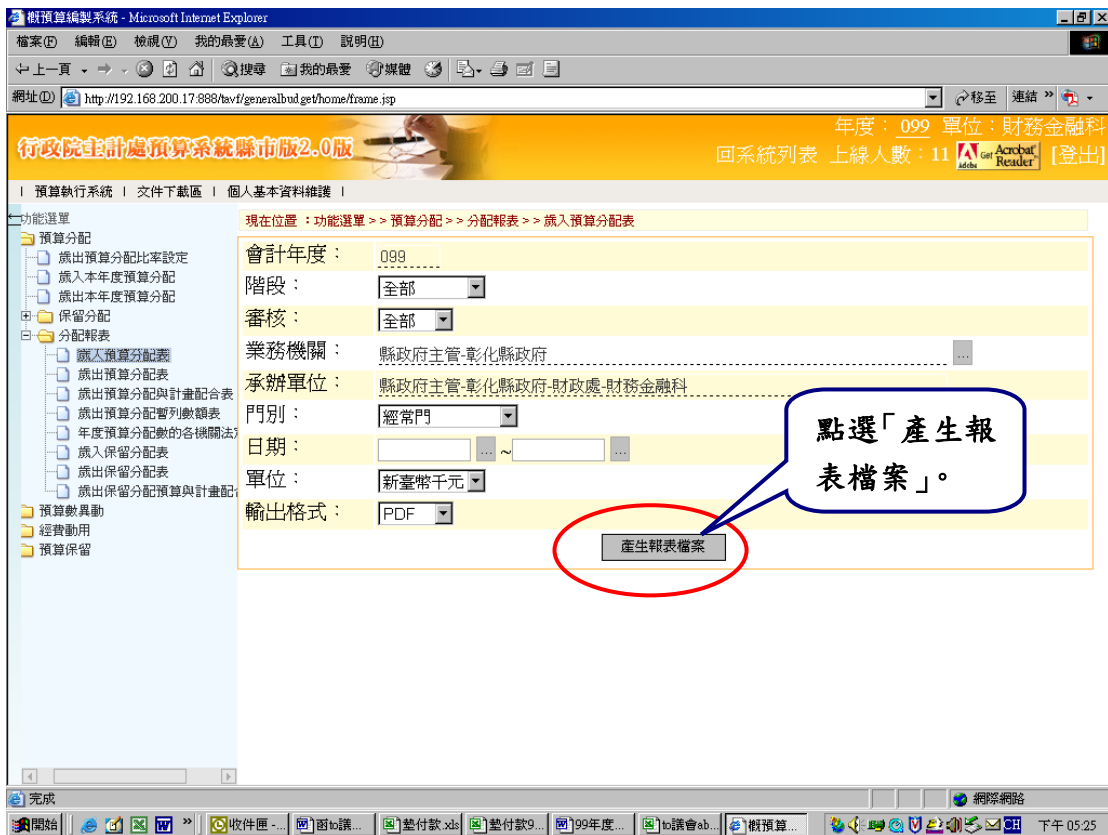 概預算編製系統 - Microsoft Internet Explorer
檔案(F) 編輯(E) 檢視(V) 我的最愛(A) 工具(T) 說明(H)
上一頁 搜尋 我的最愛 媒體
網址(D) http://192.168.200.17:888/tavf/generalbudget/home/frame.jsp 移至 連結 »
行政院主計處預算系統縣市版2.0版
年度：099 單位：財務金融科
回系統列表 上線人數：11 Adobe Get Acrobat Reader [登出]
| 預算執行系統 | 文件下載區 | 個人基本資料維護 |
功能選單
預算分配
歲出預算分配比率設定
歲入本年度預算分配
歲出本年度預算分配
保留分配
分配報表
歲入預算分配表
歲出預算分配表
歲出預算分配與計畫配合表
歲出預算分配暫列數額表
年度預算分配數的各機關法
歲入保留分配表
歲出保留分配表
歲出保留分配預算與計畫配
預算數異動
經費動用
預算保留
現在位置：功能選單>>預算分配>>分配報表>>歲入預算分配表
會計年度： 099
階段： 全部
審核： 全部
業務機關： 縣政府主管-彰化縣政府 ...
承辦單位： 縣政府主管-彰化縣政府-財政處-財務金融科
門別： 經常門
日期： ... ~ ...
單位： 新臺幣千元
輸出格式： PDF
產生報表檔案
點選「產生報
表檔案」。
完成 網際網路
開始 » 收件匣 -... 函to議... 墊付款.xls 墊付款9... 99年度... to議會ab... 概預算... CH 下午 05:25